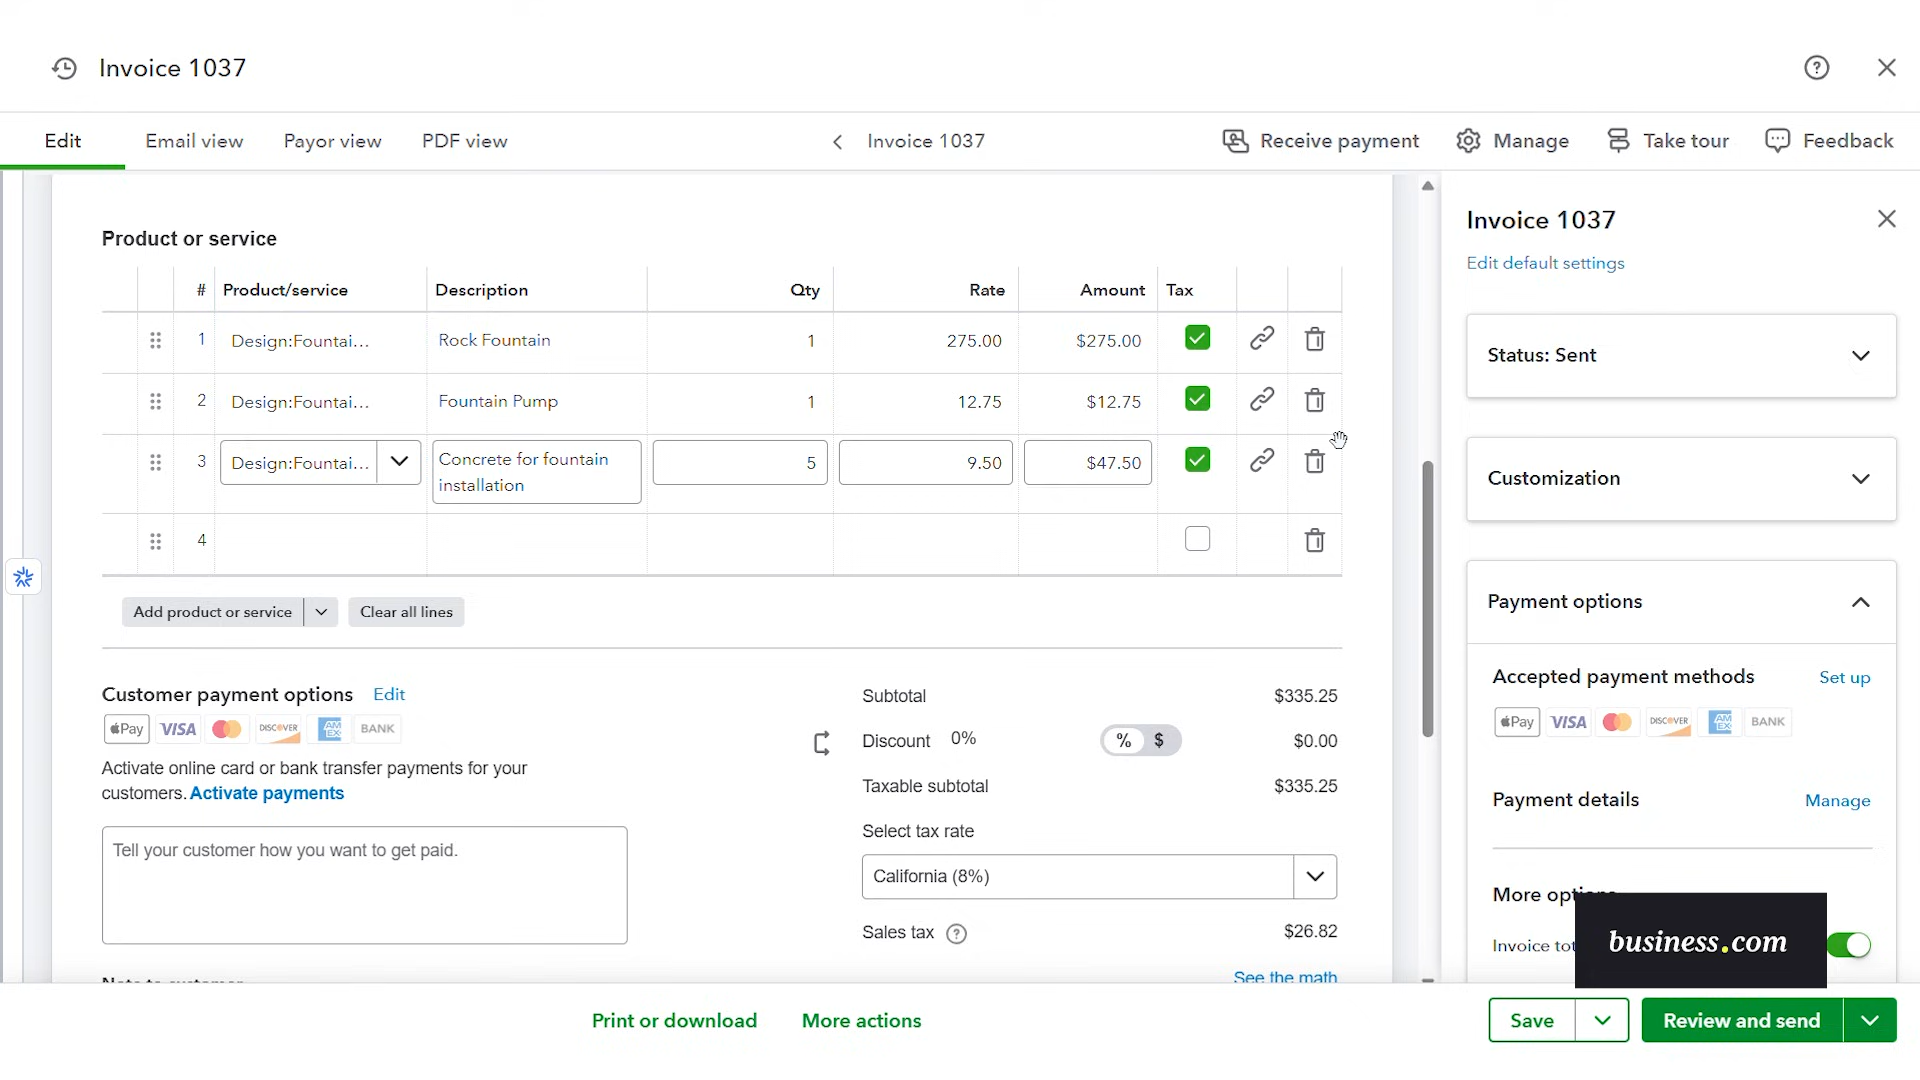 Invoice 1037
Edit
Email view
Payor view
PDF view
Invoice 1037
Receive payment
Manage
Take tour
Feedback
Product or service
# Product/service Description Qty Rate Amount Tax
1 Design:Fountai... Rock Fountain 1 275.00 $275.00
2 Design:Fountai... Fountain Pump 1 12.75 $12.75
3 Design:Fountai... Concrete for fountain 5 9.50 $47.50
installation
4
Add product or service
Clear all lines
Customer payment options Edit
Pay VISA DISCOVER AM EX BANK
Activate online card or bank transfer payments for your
customers. Activate payments
Tell your customer how you want to get paid.
Subtotal $335.25
Discount 0% % $ $0.00
Taxable subtotal $335.25
Select tax rate
California (8%)
Sales tax $26.82
See the math
Invoice 1037
Edit default settings
Status: Sent
Customization
Payment options
Accepted payment methods Set up
Pay VISA DISCOVER AM EX BANK
Payment details Manage
More
Invoice
business.com
Print or download
More actions
Save
Review and send